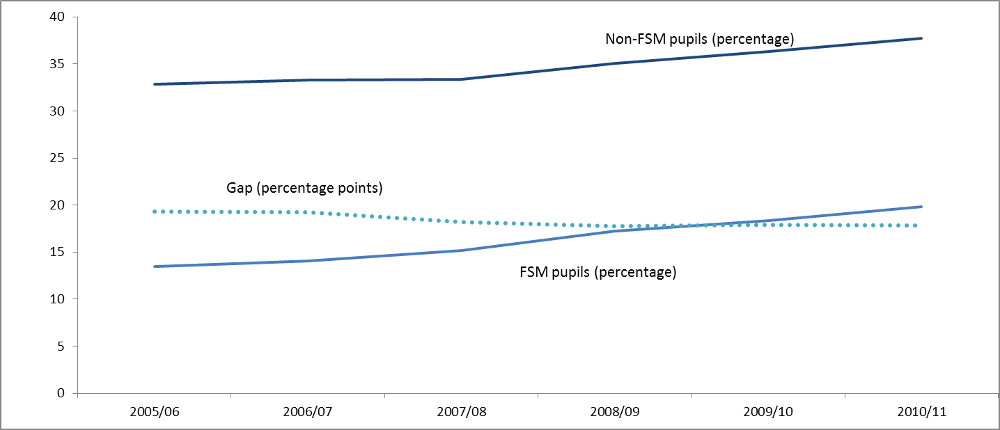 40
Non-FSM pupils (percentage)
35
30
25
Gap (percentage points)
20
15
FSM pupils (percentage)
10
5
0
2005/06 2006/07 2007/08 2008/09 2009/10 2010/11